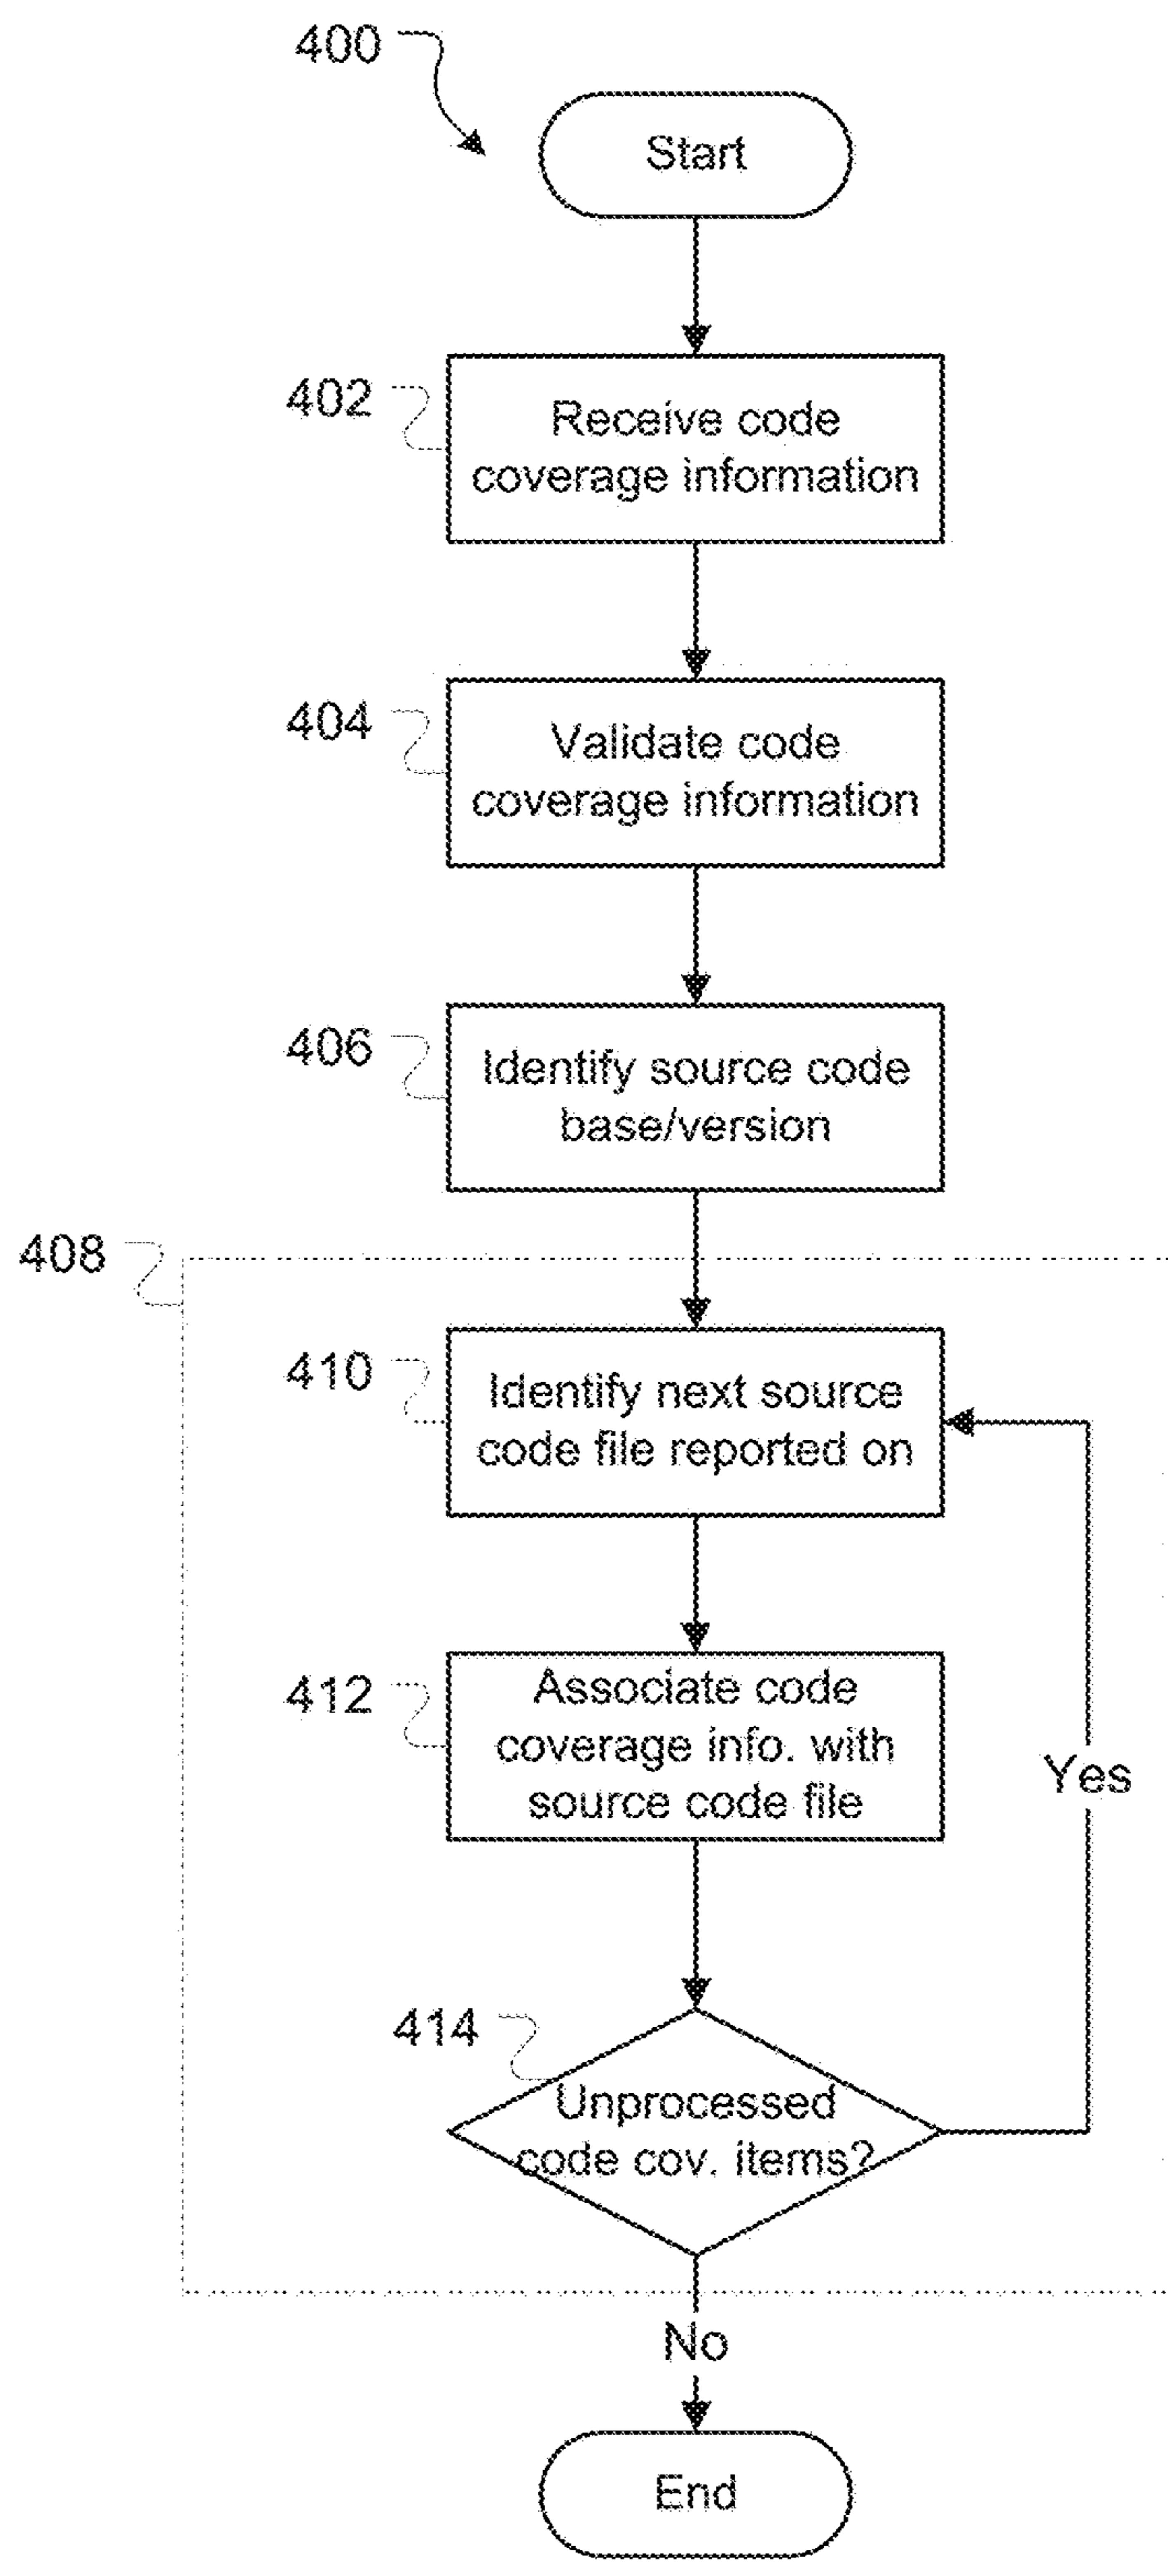 400
Start
402
Receive code
coverage information
404
Validate code
coverage information
406
Identify source code
base/version
408
410
Identify next source
code file reported on
412
Associate code
coverage info. with
source code file
Yes
414
Unprocessed
code cov. items?
No
End